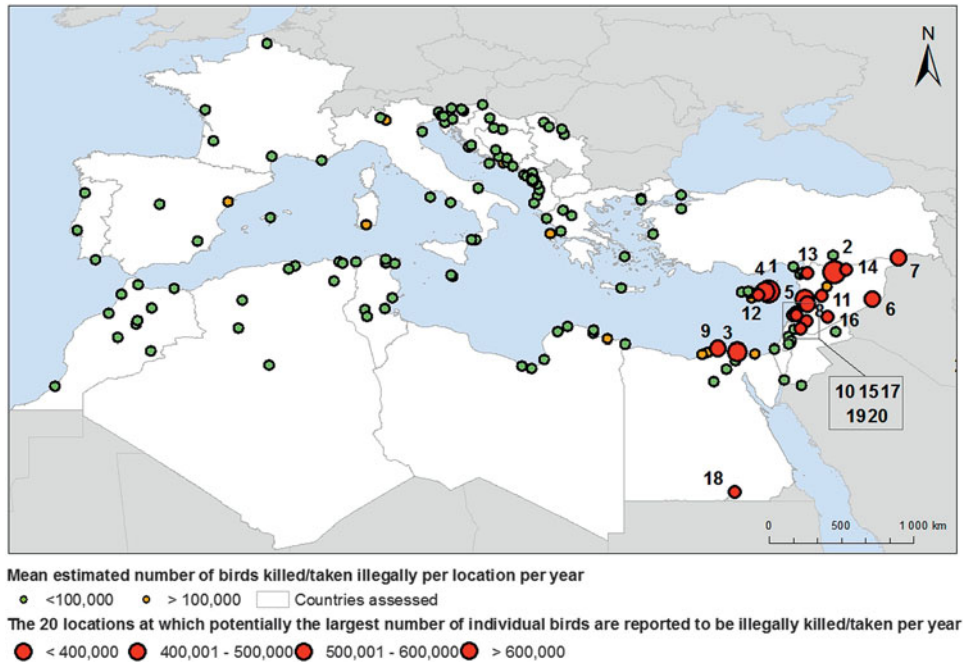 N
13
2
4
1
14
7
5
11
6
12
8
16
9
3
10 15 17
19 20
18
0 500 1 000 km
Mean estimated number of birds killed/taken illegally per location per year
<100,000 > 100,000 Countries assessed
The 20 locations at which potentially the largest number of individual birds are reported to be illegally killed/taken per year
< 400,000 400,001 - 500,000 500,001 - 600,000 > 600,000